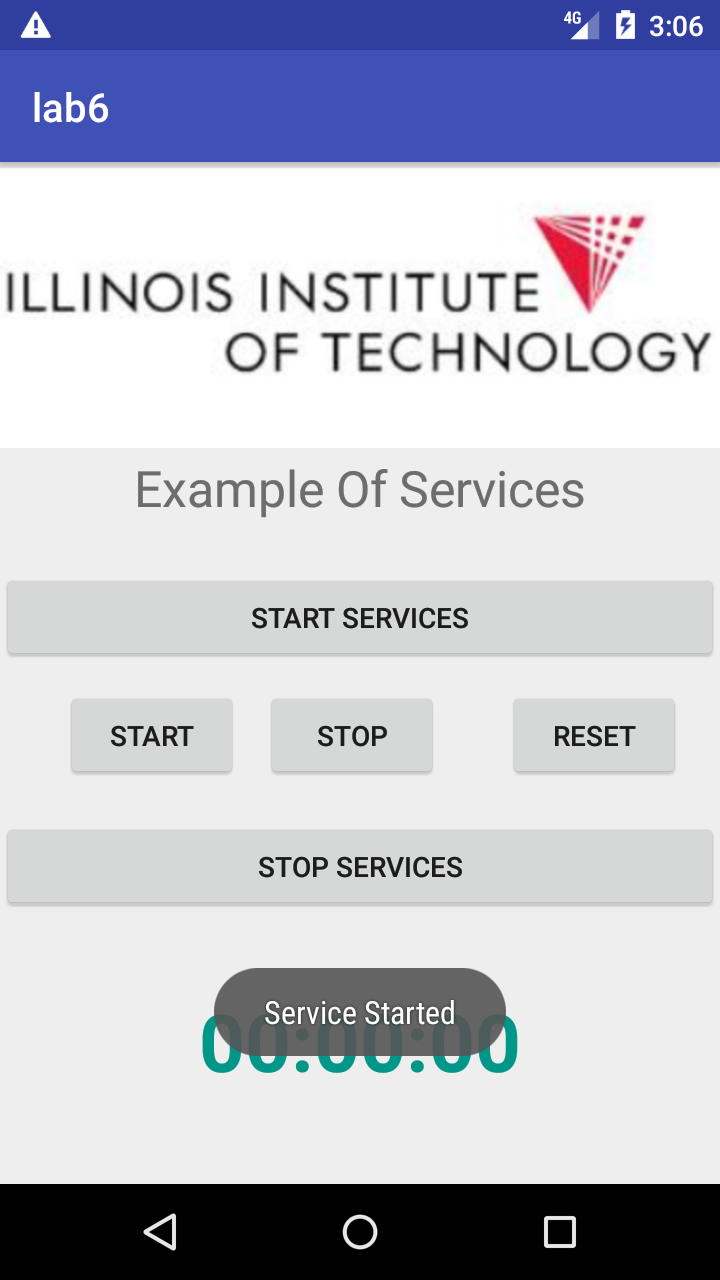 4G 3:06
lab6
ILLINOIS INSTITUTE
OF TECHNOLOGY
Example Of Services
START SERVICES
START STOP RESET
STOP SERVICES
Service Started
00:00:00